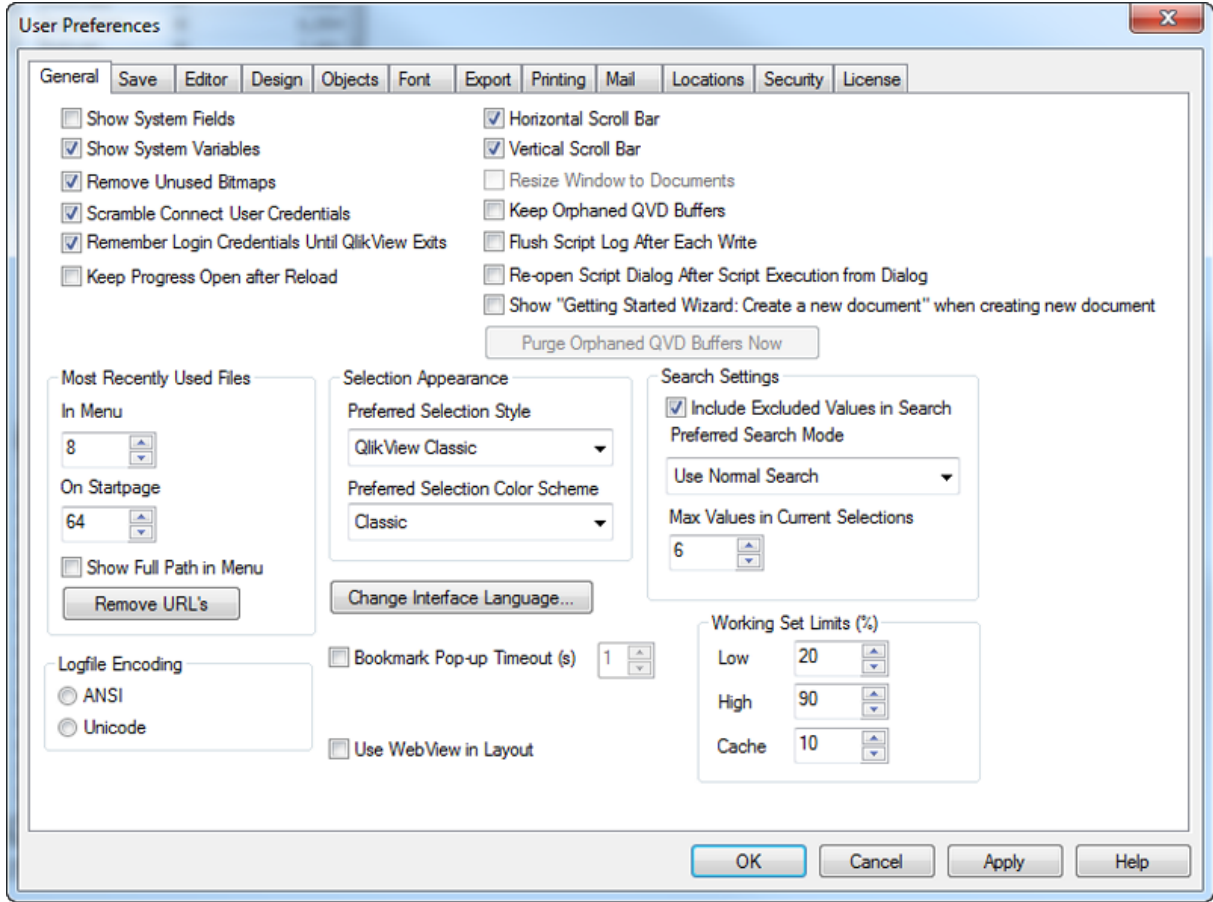 User Preferences
General Save Editor Design Objects Font Export Printing Mail Locations Security License
Show System Fields
Show System Variables
Remove Unused Bitmaps
Scramble Connect User Credentials
Remember Login Credentials Until QlikView Exits
Keep Progress Open after Reload
Horizontal Scroll Bar
Vertical Scroll Bar
Resize Window to Documents
Keep Orphaned QVD Buffers
Flush Script Log After Each Write
Re-open Script Dialog After Script Execution from Dialog
Show "Getting Started Wizard: Create a new document" when creating new document
Purge Orphaned QVD Buffers Now
Most Recently Used Files
In Menu
8
On Startpage
64
Show Full Path in Menu
Remove URL's
Selection Appearance
Preferred Selection Style
QlikView Classic
Preferred Selection Color Scheme
Classic
Search Settings
Include Excluded Values in Search
Preferred Search Mode
Use Normal Search
Max Values in Current Selections
6
Change Interface Language...
Logfile Encoding
ANSI
Unicode
Bookmark Pop-up Timeout (s) 1
Use WebView in Layout
Working Set Limits (%)
Low 20
High 90
Cache 10
OK Cancel Apply Help